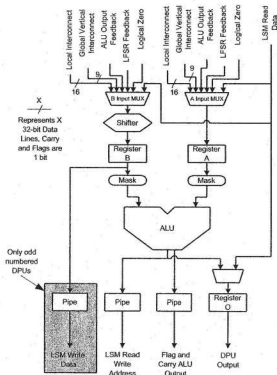 Local Interconnect
Global Vertical
Interconnect
ALU Output
Feedback
LFSR Feedback
Logical Zero
Local Interconnect
Global Vertical
Interconnect
ALU Output
Feedback
LFSR Feedback
Logical Zero
LSM Read
Data
16
9
16
9
B Input MUX
A Input MUX
X
Represents X
32-bit Data
Lines, Carry
and Flags are
1 bit
Shifter
Register
B
Register
A
Mask
Mask
ALU
Only odd
numbered
DPUs
Pipe
Pipe
Pipe
Register
O
LSM Write
Data
LSM Read
Write
Address
Flag and
Carry ALU
Output
DPU
Output